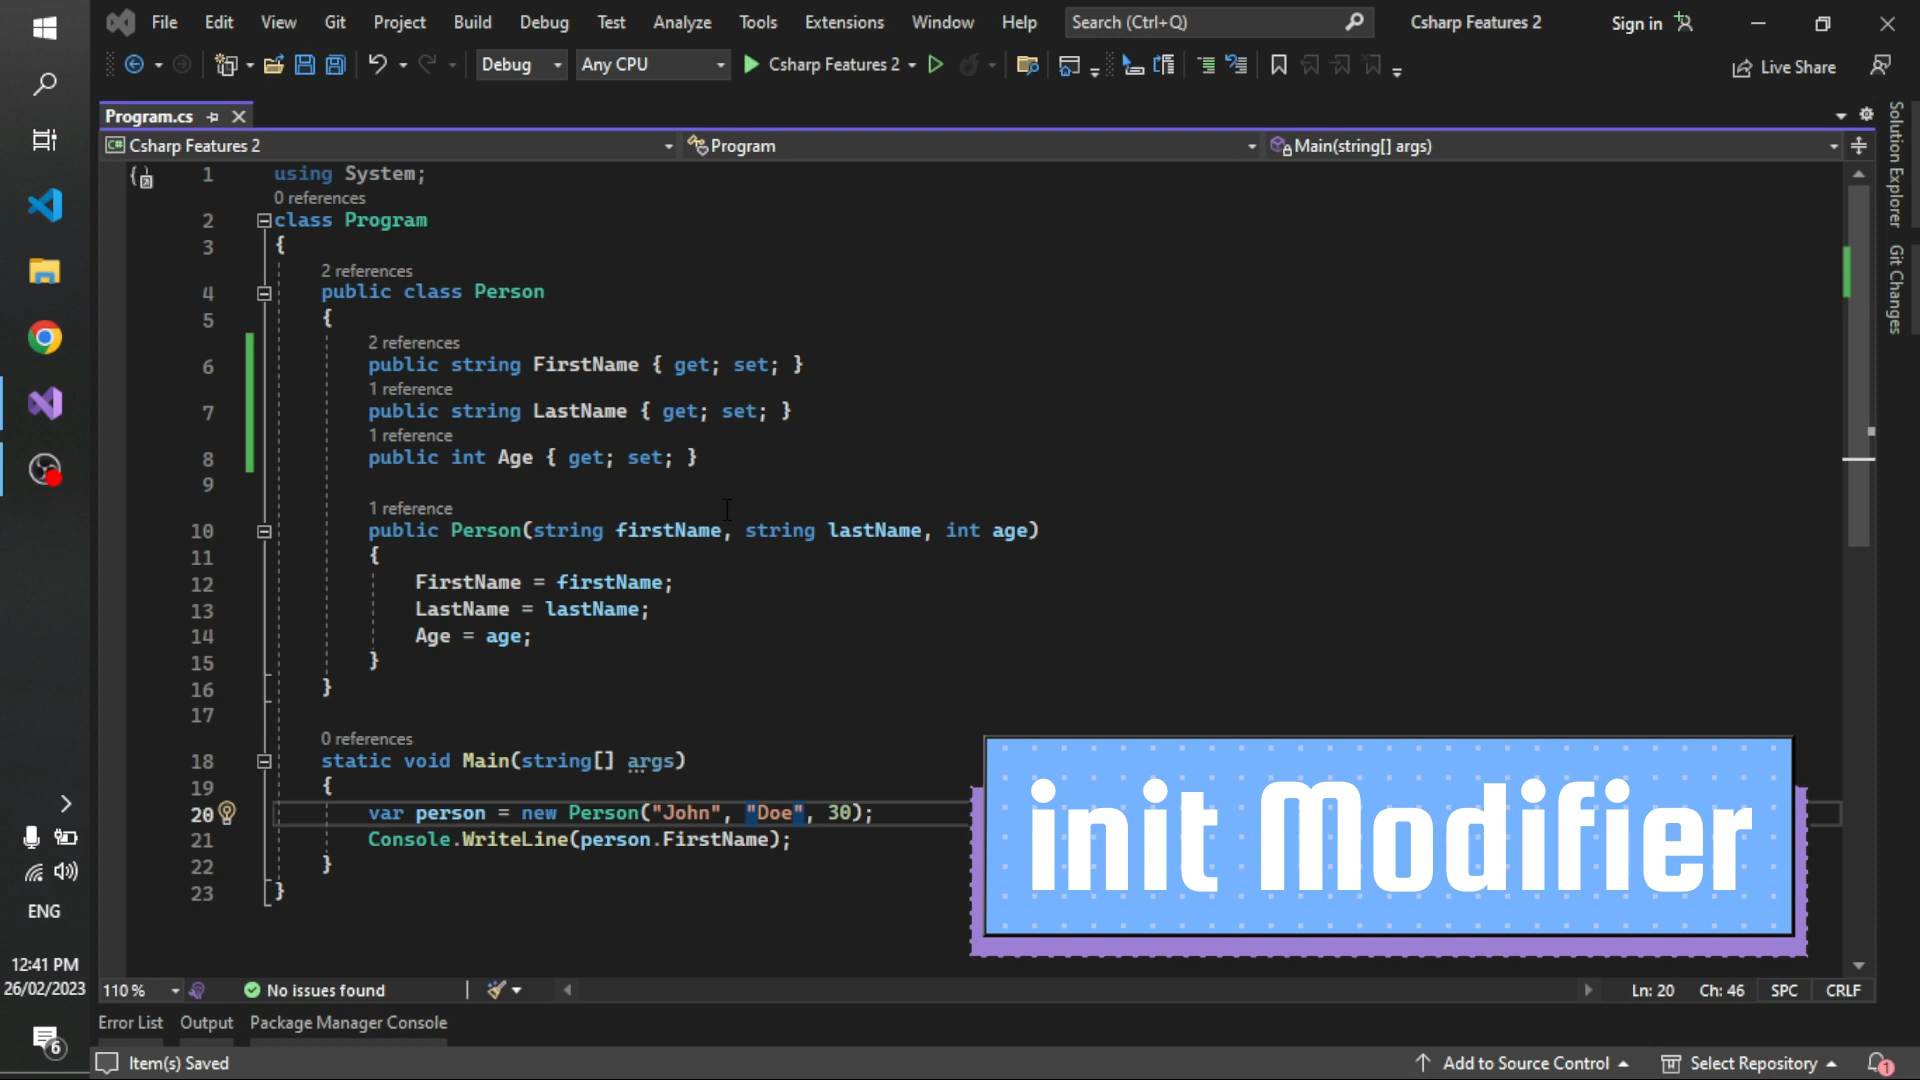 File Edit View Git Project Build Debug Test Analyze Tools Extensions Window Help Search (Ctrl+Q) Csharp Features 2 Sign in
Debug Any CPU Csharp Features 2 Live Share
Program.cs
C# Csharp Features 2 Program Main(string[] args)
Solution Explorer
Git Changes
1 using System;
0 references
2 class Program
3 {
2 references
4 public class Person
5 {
2 references
6 public string FirstName { get; set; }
1 reference
7 public string LastName { get; set; }
1 reference
8 public int Age { get; set; }
9
1 reference
10 public Person(string firstName, string lastName, int age)
11 {
12 FirstName = firstName;
13 LastName = lastName;
14 Age = age;
15 }
16 }
17
0 references
18 static void Main(string[] args)
19 {
20 var person = new Person("John", "Doe", 30);
21 Console.WriteLine(person.FirstName);
22 }
23 }
init Modifier
ENG
12:41 PM
26/02/2023
6
110 % No issues found Ln: 20 Ch: 46 SPC CRLF
Error List Output Package Manager Console
Item(s) Saved Add to Source Control Select Repository 1